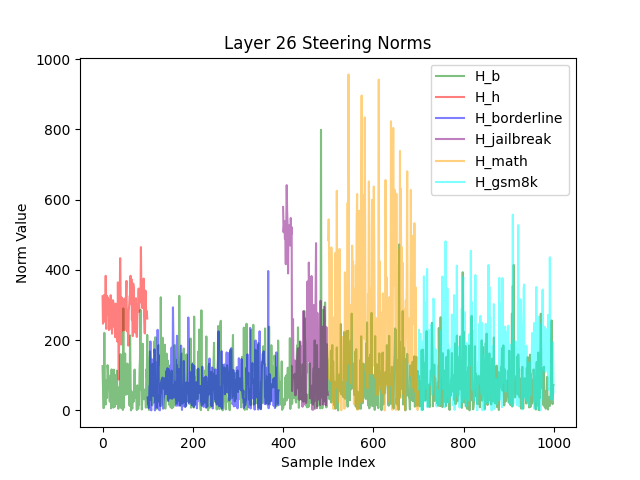 Layer 26 Steering Norms
1000
800
600
400
200
0
Norm Value
H_b
H_h
H_borderline
H_jailbreak
H_math
H_gsm8k
0
200
400
600
800
1000
Sample Index